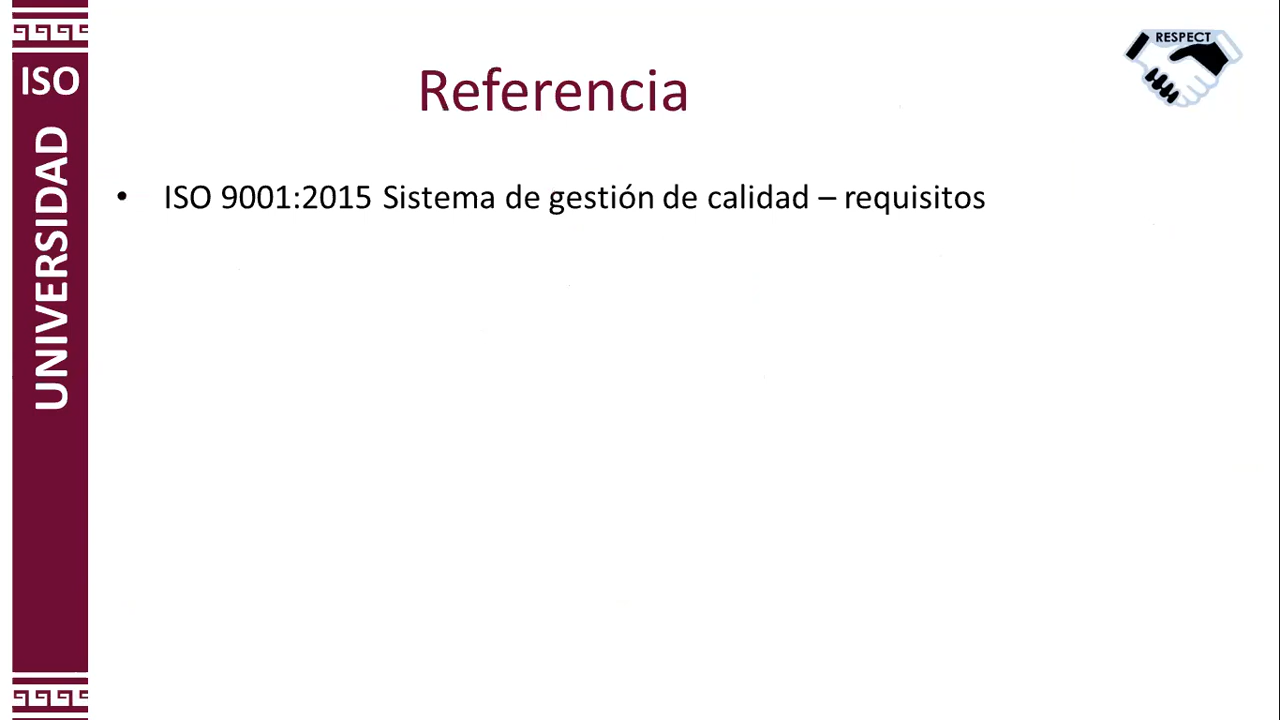 ISO
UNIVERSIDAD
RESPECT
Referencia
• ISO 9001:2015 Sistema de gestión de calidad – requisitos